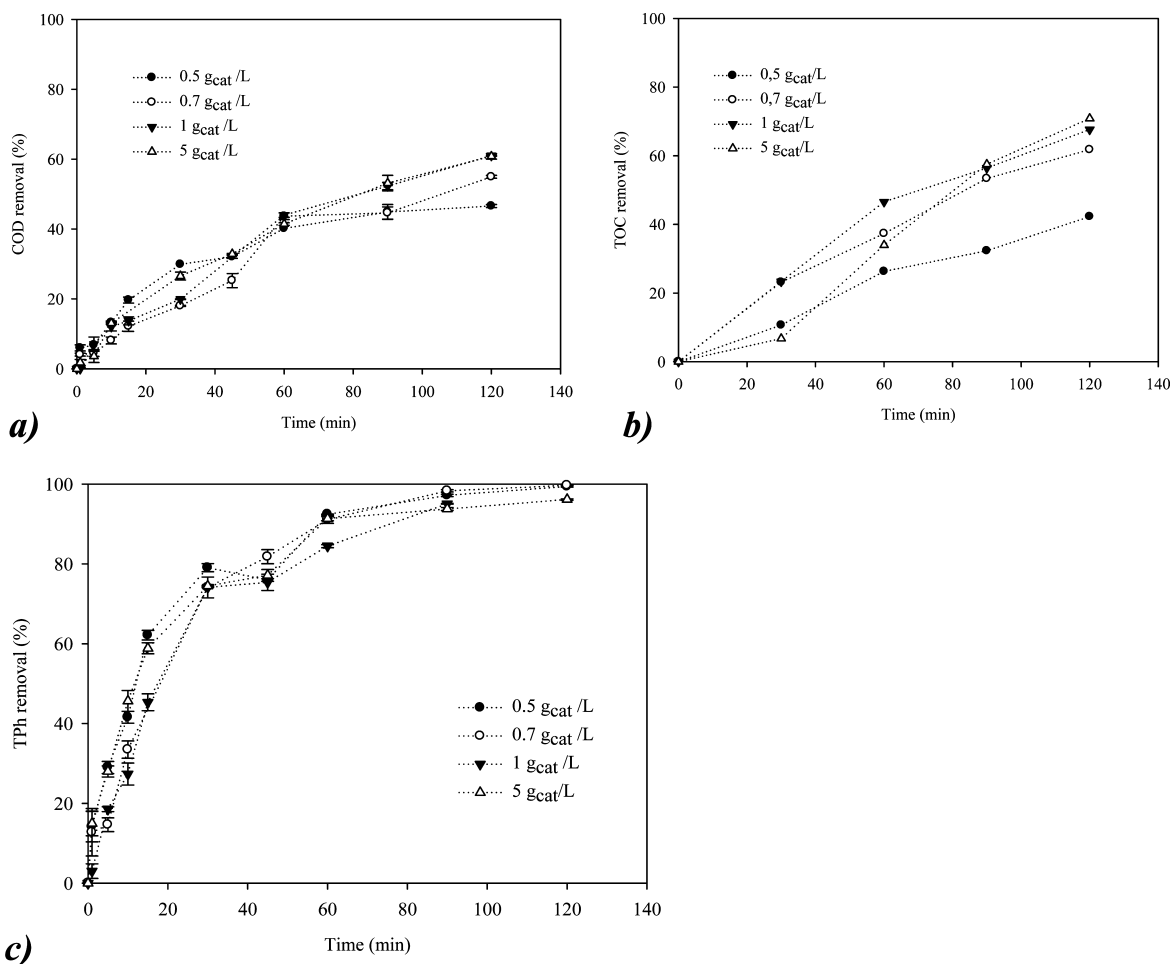 100
80
60
40
20
0
COD removal (%)
0.5 gcat /L
0.7 gcat /L
1 gcat /L
5 gcat /L
0 20 40 60 80 100 120 140
Time (min)
a)
100
80
60
40
20
0
TOC removal (%)
0,5 gcat/L
0,7 gcat/L
1 gcat/L
5 gcat/L
0 20 40 60 80 100 120 140
Time (min)
b)
100
80
60
40
20
0
TPh removal (%)
0.5 gcat /L
0.7 gcat /L
1 gcat /L
5 gcat/L
0 20 40 60 80 100 120 140
Time (min)
c)